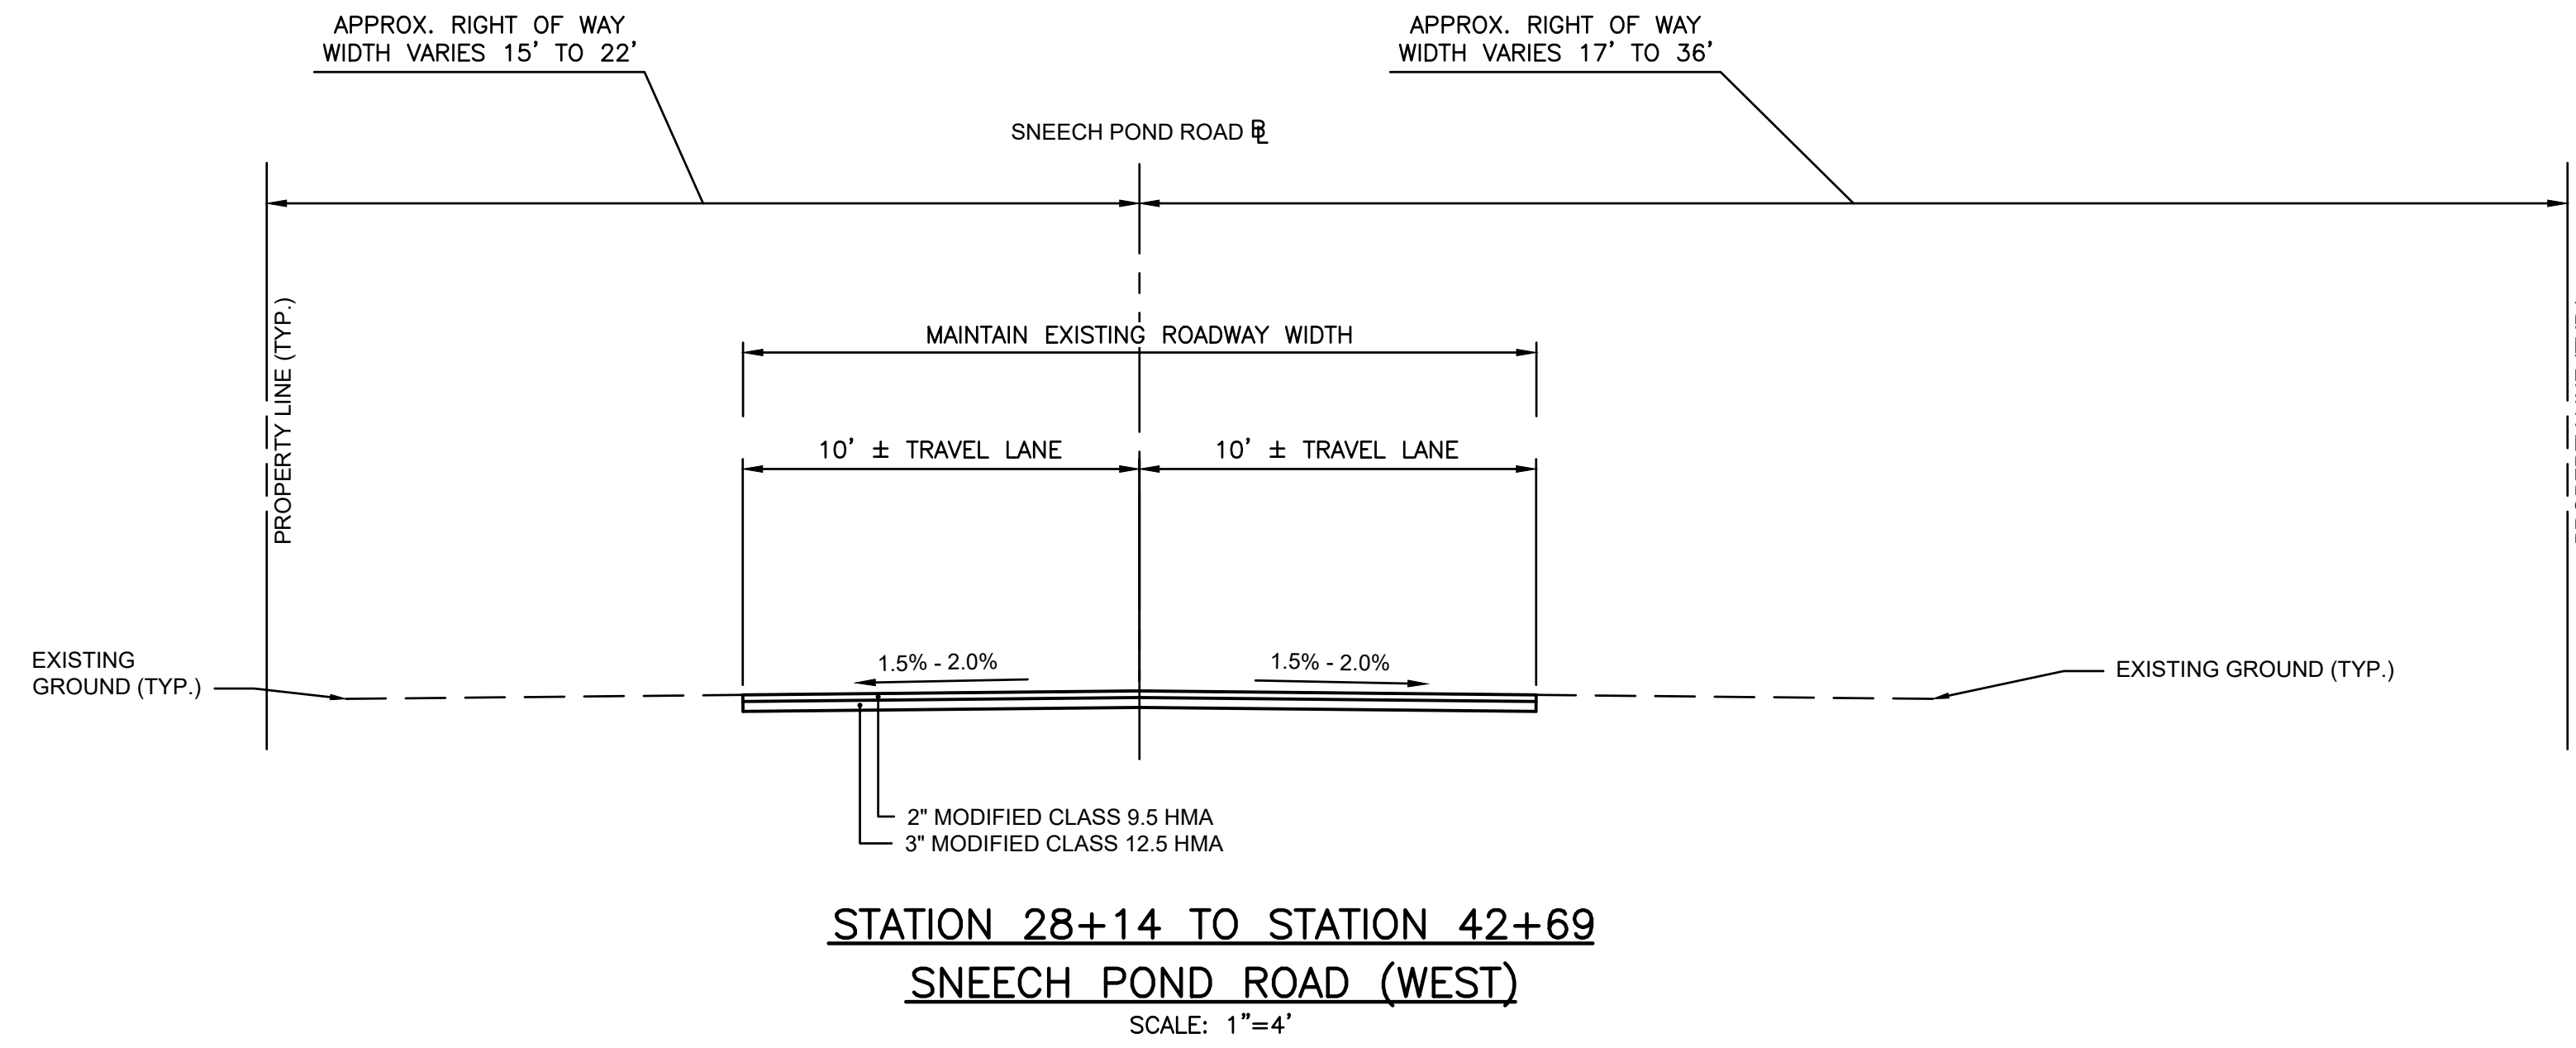 APPROX. RIGHT OF WAY
WIDTH VARIES 15' TO 22'
APPROX. RIGHT OF WAY
WIDTH VARIES 17' TO 36'
SNEECH POND ROAD BL
PROPERTY LINE (TYP.)
MAINTAIN EXISTING ROADWAY WIDTH
10' ± TRAVEL LANE
10' ± TRAVEL LANE
1.5% - 2.0%
1.5% - 2.0%
EXISTING
GROUND (TYP.)
EXISTING GROUND (TYP.)
2" MODIFIED CLASS 9.5 HMA
3" MODIFIED CLASS 12.5 HMA
STATION 28+14 TO STATION 42+69
SNEECH POND ROAD (WEST)
SCALE: 1"=4'